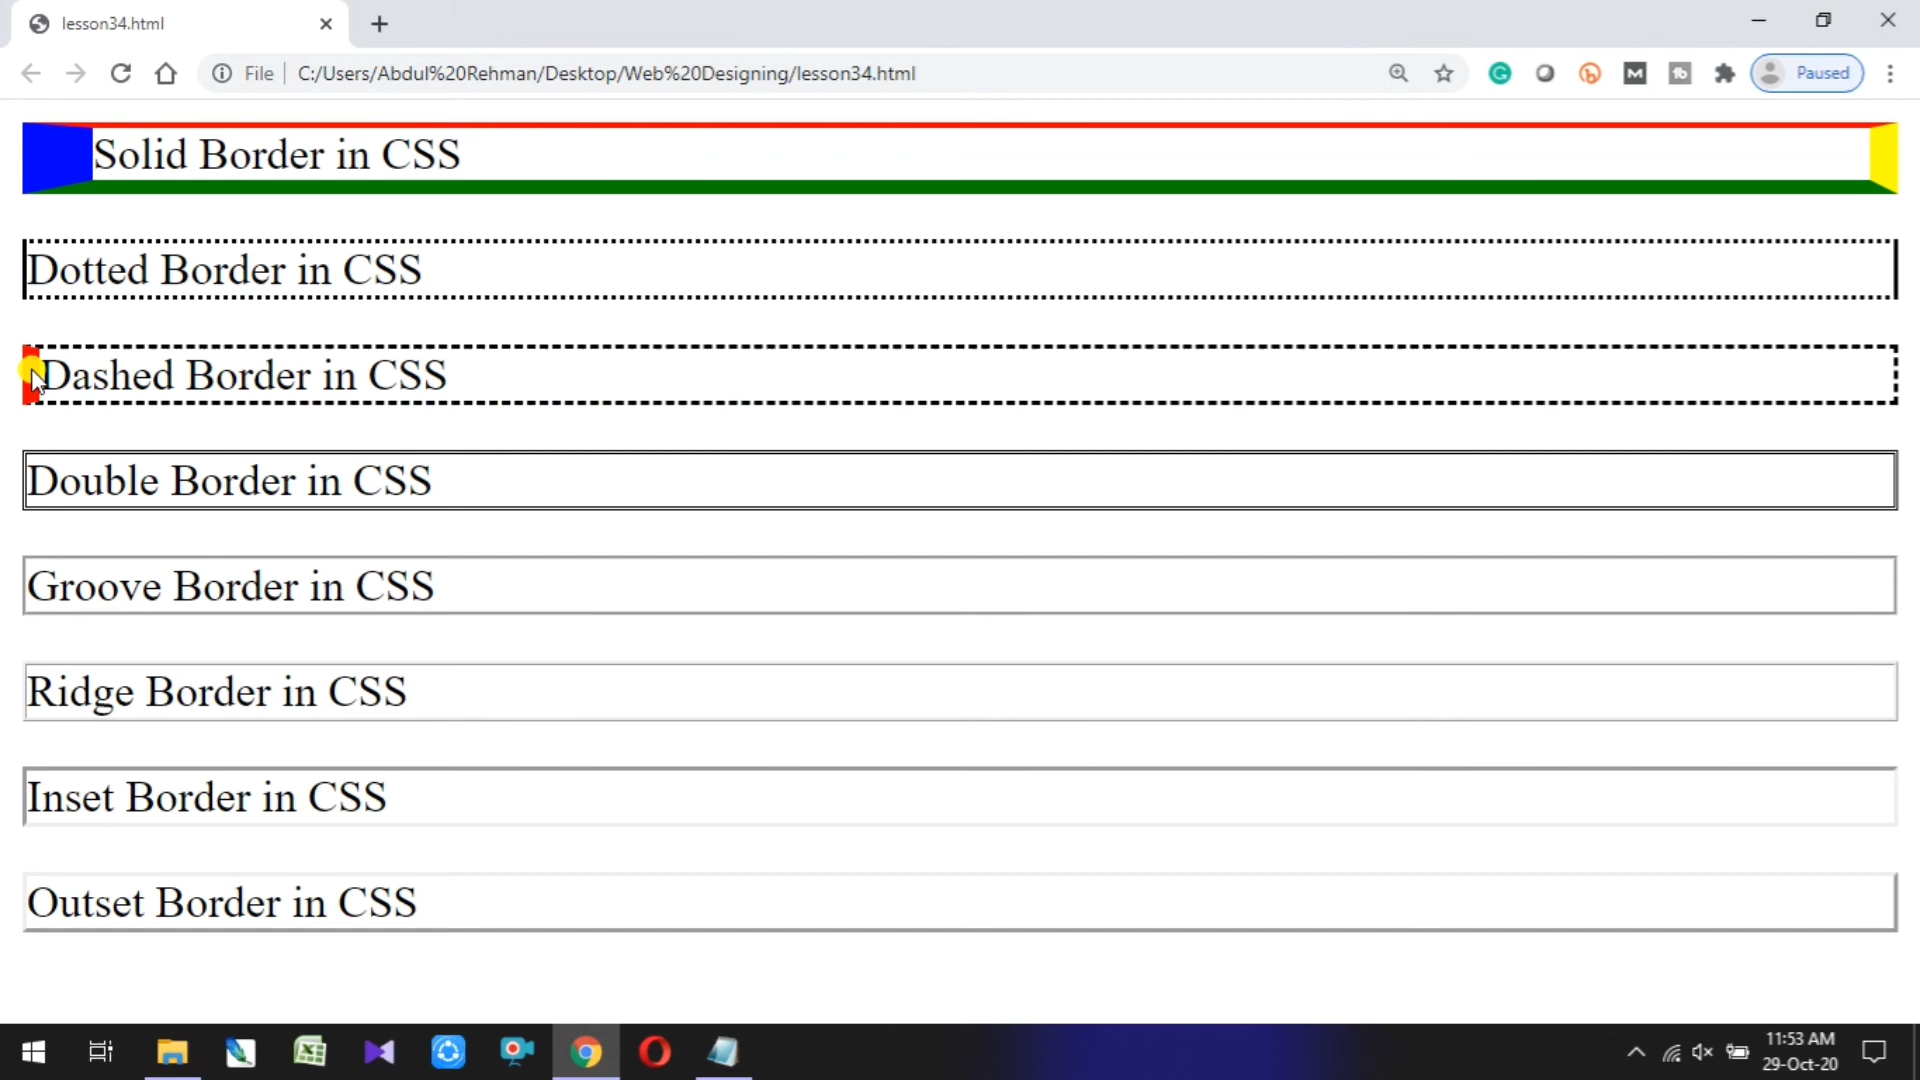 lesson34.html
File
C:/Users/Abdul%20Rehman/Desktop/Web%20Designing/lesson34.html
Paused
Solid Border in CSS
Dotted Border in CSS
Dashed Border in CSS
Double Border in CSS
Groove Border in CSS
Ridge Border in CSS
Inset Border in CSS
Outset Border in CSS
11:53 AM
29-Oct-20